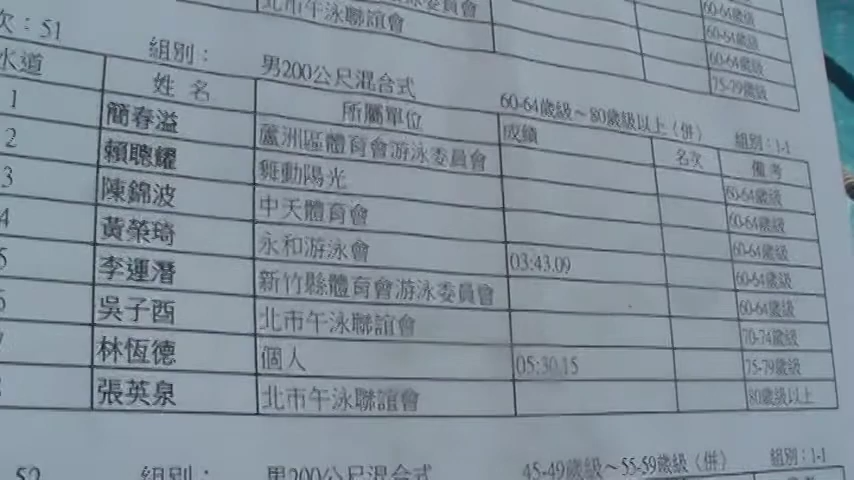 北市午泳聯誼會
60-64歲級
60-64歲級
60-64歲級
75-79歲級
次：51 組別： 男200公尺混合式 60-64歲級～80歲級以上（併） 組別：1-1
水道 姓名 所屬單位 成績 名次 備考
1 簡春溢 蘆洲區體育會游泳委員會 60-64歲級
2 賴聰耀 舞動陽光 60-64歲級
3 陳錦波 中天體育會 60-64歲級
4 黃榮琦 永和游泳會 03:43.09 60-64歲級
5 李運潛 新竹縣體育會游泳委員會 60-64歲級
6 吳子酉 北市午泳聯誼會 70-74歲級
林恆德 個人 05:30.15 75-79歲級
張英泉 北市午泳聯誼會 80歲級以上
52 組別： 男200公尺混合式 45-49歲級～55-59歲級（併） 組別：1-1